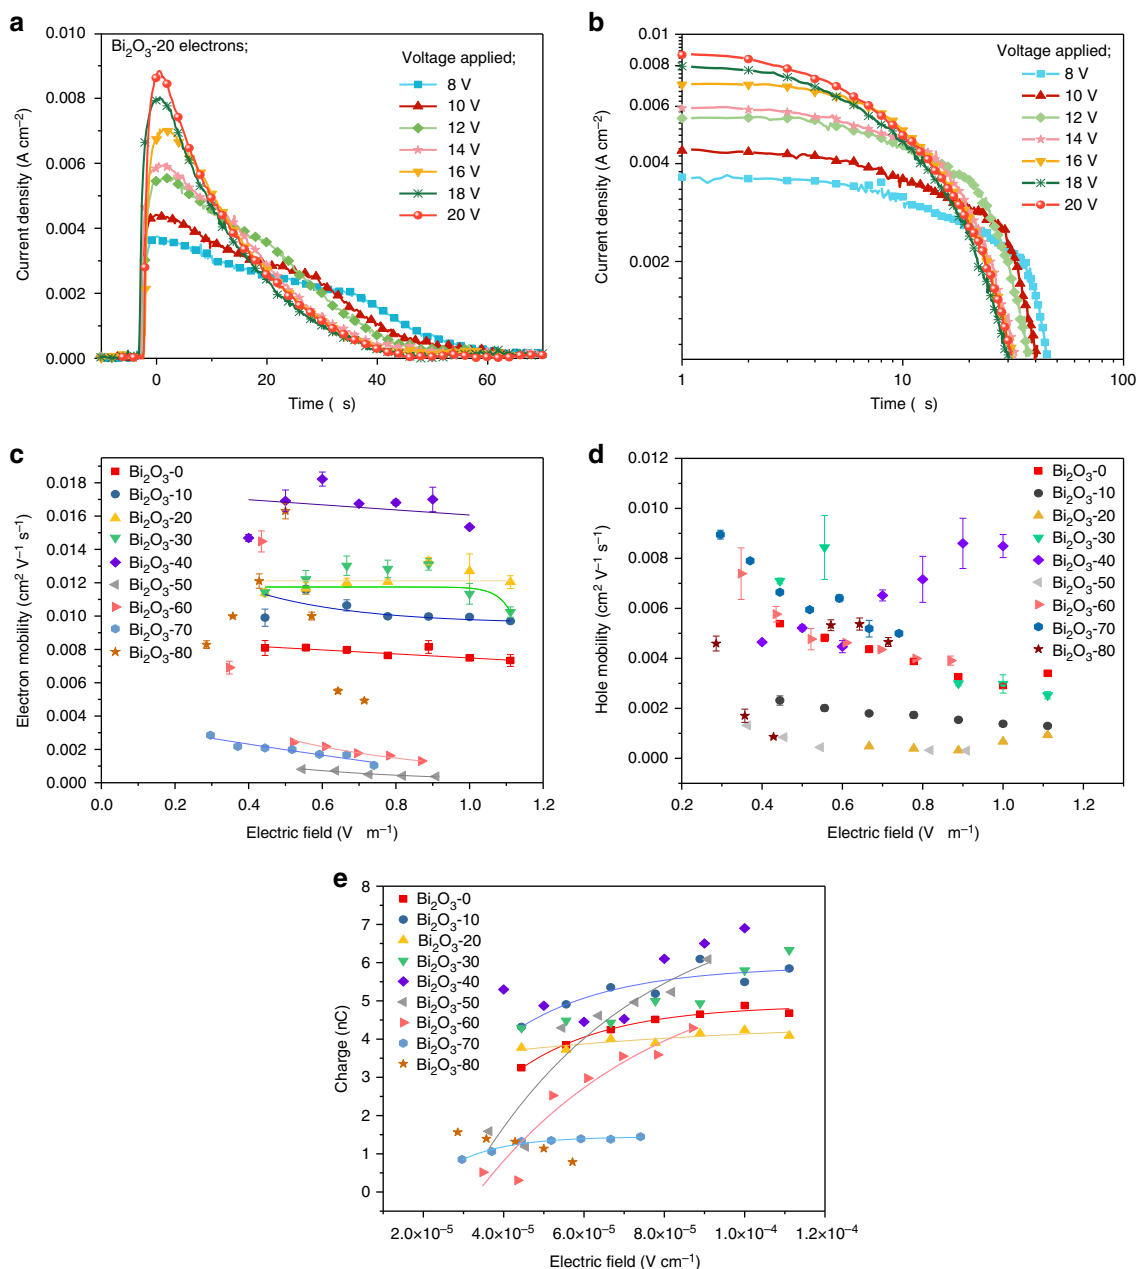 a
Bi₂O₃-20 electrons;
Voltage applied;
8 V
10 V
12 V
14 V
16 V
18 V
20 V
0.010
0.008
0.006
0.004
0.002
0.000
Current density (A cm⁻²)
0 20 40 60
Time ( s)
b
Voltage applied;
8 V
10 V
12 V
14 V
16 V
18 V
20 V
0.01
0.008
0.006
0.004
0.002
Current density (A cm⁻²)
1 10 100
Time ( s)
c
Bi₂O₃-0
Bi₂O₃-10
Bi₂O₃-20
Bi₂O₃-30
Bi₂O₃-40
Bi₂O₃-50
Bi₂O₃-60
Bi₂O₃-70
Bi₂O₃-80
0.018
0.016
0.014
0.012
0.010
0.008
0.006
0.004
0.002
0.000
Electron mobility (cm² V⁻¹ s⁻¹)
0.0 0.2 0.4 0.6 0.8 1.0 1.2
Electric field (V m⁻¹)
d
Bi₂O₃-0
Bi₂O₃-10
Bi₂O₃-20
Bi₂O₃-30
Bi₂O₃-40
Bi₂O₃-50
Bi₂O₃-60
Bi₂O₃-70
Bi₂O₃-80
0.012
0.010
0.008
0.006
0.004
0.002
0.000
Hole mobility (cm² V⁻¹ s⁻¹)
0.2 0.4 0.6 0.8 1.0 1.2
Electric field (V m⁻¹)
e
Bi₂O₃-0
Bi₂O₃-10
Bi₂O₃-20
Bi₂O₃-30
Bi₂O₃-40
Bi₂O₃-50
Bi₂O₃-60
Bi₂O₃-70
Bi₂O₃-80
8
7
6
5
4
3
2
1
0
Charge (nC)
2.0×10⁻⁵ 4.0×10⁻⁵ 6.0×10⁻⁵ 8.0×10⁻⁵ 1.0×10⁻⁴ 1.2×10⁻⁴
Electric field (V cm⁻¹)